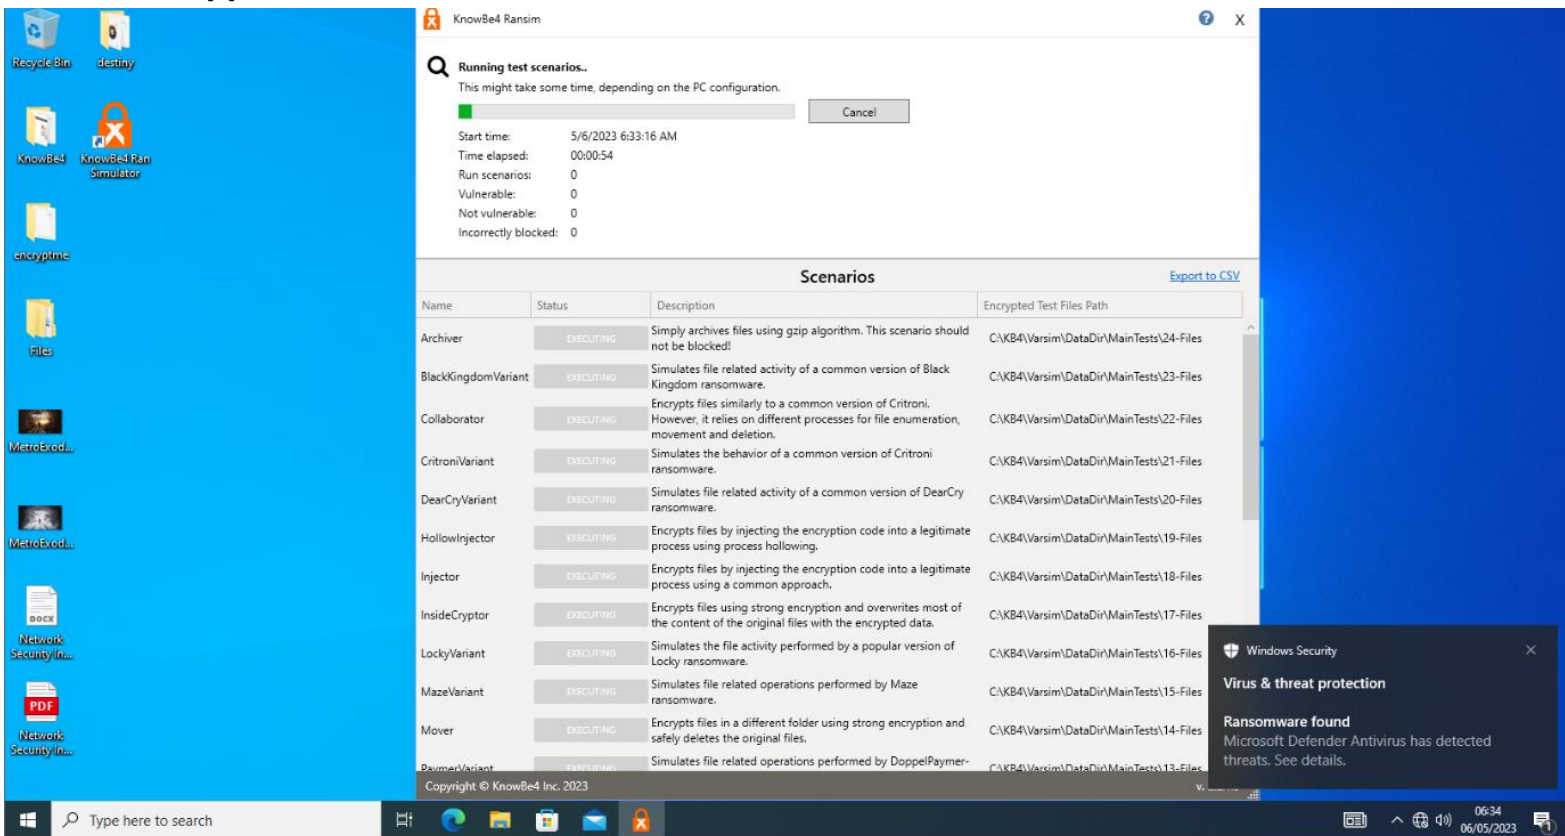 KnowBe4 Ransim
X
Recycle Bin
destiny
KnowBe4
KnowBe4 Ran
Simulator
encryptme
Files
MetroExod...
MetroExod...
DOCX
Network
Security In...
PDF
Network
Security In...
Running test scenarios..
This might take some time, depending on the PC configuration.
Cancel
Start time: 5/6/2023 6:33:16 AM
Time elapsed: 00:00:54
Run scenarios: 0
Vulnerable: 0
Not vulnerable: 0
Incorrectly blocked: 0
Scenarios
Export to CSV
Name Status Description Encrypted Test Files Path
Archiver EXECUTING Simply archives files using gzip algorithm. This scenario should C:\KB4\Varsim\DataDir\MainTests\24-Files
not be blocked!
BlackKingdomVariant EXECUTING Simulates file related activity of a common version of Black C:\KB4\Varsim\DataDir\MainTests\23-Files
Kingdom ransomware.
Encrypts files similarly to a common version of Critroni.
Collaborator EXECUTING However, it relies on different processes for file enumeration, C:\KB4\Varsim\DataDir\MainTests\22-Files
movement and deletion.
CritroniVariant EXECUTING Simulates the behavior of a common version of Critroni C:\KB4\Varsim\DataDir\MainTests\21-Files
ransomware.
DearCryVariant EXECUTING Simulates file related activity of a common version of DearCry C:\KB4\Varsim\DataDir\MainTests\20-Files
ransomware.
HollowInjector EXECUTING Encrypts files by injecting the encryption code into a legitimate C:\KB4\Varsim\DataDir\MainTests\19-Files
process using process hollowing.
Injector EXECUTING Encrypts files by injecting the encryption code into a legitimate C:\KB4\Varsim\DataDir\MainTests\18-Files
process using a common approach.
InsideCryptor EXECUTING Encrypts files using strong encryption and overwrites most of C:\KB4\Varsim\DataDir\MainTests\17-Files
the content of the original files with the encrypted data.
LockyVariant EXECUTING Simulates the file activity performed by a popular version of C:\KB4\Varsim\DataDir\MainTests\16-Files
Locky ransomware.
MazeVariant EXECUTING Simulates file related operations performed by Maze C:\KB4\Varsim\DataDir\MainTests\15-Files
ransomware.
Mover EXECUTING Encrypts files in a different folder using strong encryption and C:\KB4\Varsim\DataDir\MainTests\14-Files
safely deletes the original files.
PaymerVariant EXECUTING Simulates file related operations performed by DoppelPaymer- C:\KB4\Varsim\DataDir\MainTests\13-Files
Copyright © KnowBe4 Inc. 2023
Windows Security
Virus & threat protection
Ransomware found
Microsoft Defender Antivirus has detected
threats. See details.
Type here to search
06:34
06/05/2023
1